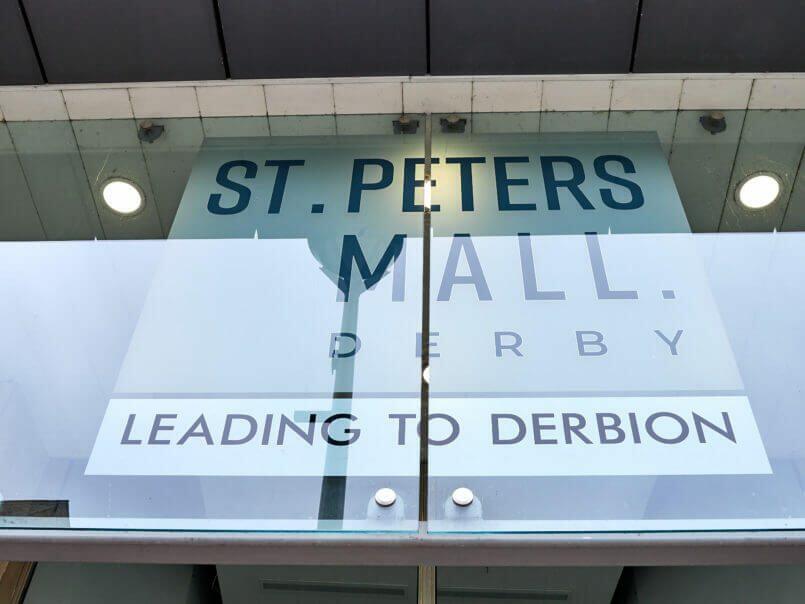 ST. PETERS
MALL.
DERBY
LEADING TO DERBION